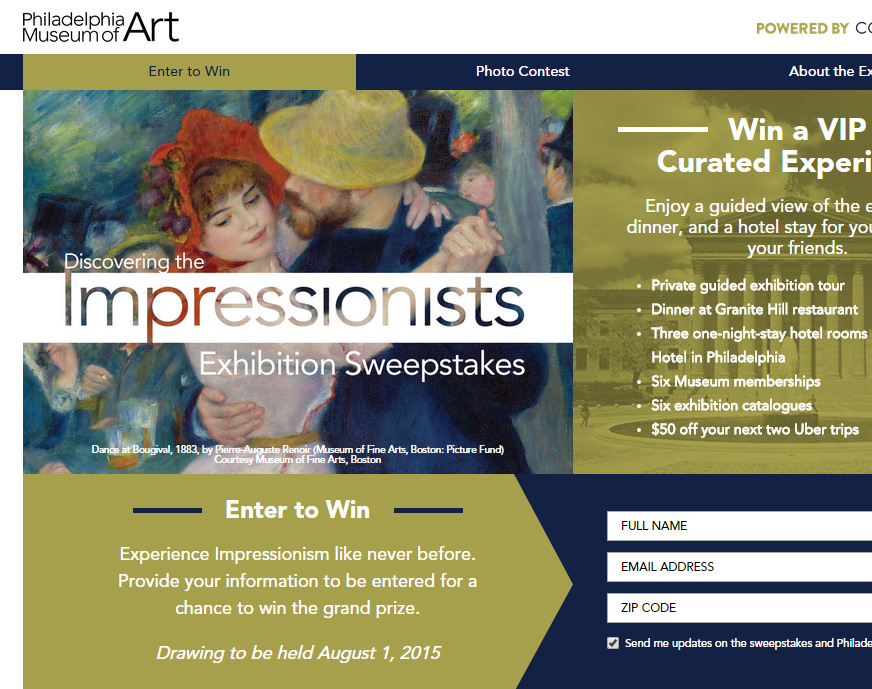 Philadelphia
Museum of Art
POWERED BY
Enter to Win
Photo Contest
About the
Discovering the
Impressionists
Exhibition Sweepstakes
Dance at Bougival, 1883, by Pierre-Auguste Renoir (Museum of Fine Arts, Boston: Picture Fund)
Courtesy Museum of Fine Arts, Boston
Win a VIP
Curated
Enjoy a guided view of the
dinner, and a hotel stay for
your friends.
• Private guided exhibition tour
• Dinner at Granite Hill restaurant
• Three one-night-stay hotel rooms
Hotel in Philadelphia
• Six Museum memberships
• Six exhibition catalogues
• $50 off your next two Uber trips
Enter to Win
Experience Impressionism like never before.
Provide your information to be entered for a
chance to win the grand prize.
Drawing to be held August 1, 2015
FULL NAME
EMAIL ADDRESS
ZIP CODE
Send me updates on the sweepstakes and